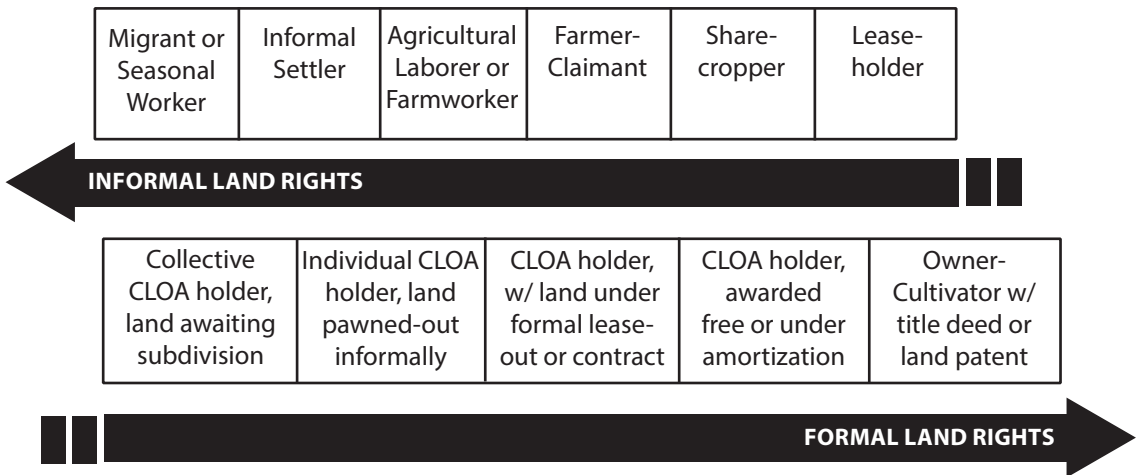 Migrant or
Seasonal
Worker
Informal
Settler
Agricultural
Laborer or
Farmworker
Farmer-
Claimant
Share-
cropper
Lease-
holder
INFORMAL LAND RIGHTS
Collective
CLOA holder,
land awaiting
subdivision
Individual CLOA
holder, land
pawned-out
informally
CLOA holder,
w/ land under
formal lease-
out or contract
CLOA holder,
awarded
free or under
amortization
Owner-
Cultivator w/
title deed or
land patent
FORMAL LAND RIGHTS